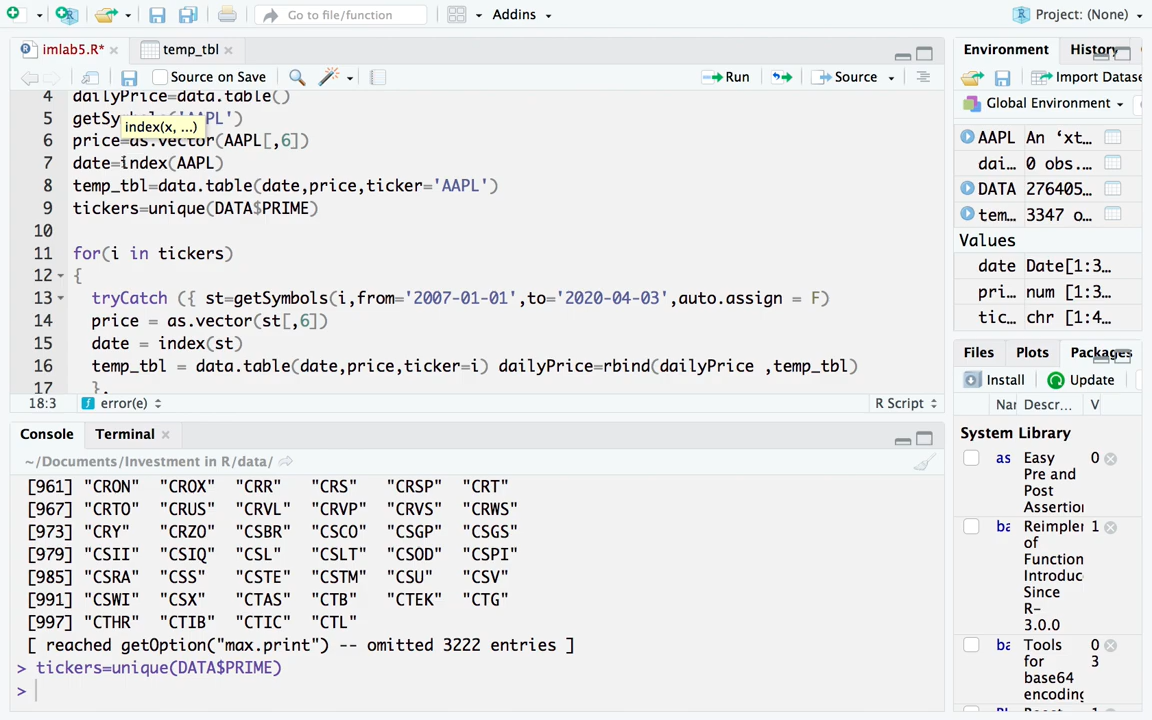 Go to file/function
Addins
Project: (None)
imlab5.R*
temp_tbl
Source on Save
Run
Source
4 dailyPrice=data.table()
5 getSy 'AAPL')
index(x, ...)
6 price=as.vector(AAPL[,6])
7 date=index(AAPL)
8 temp_tbl=data.table(date,price,ticker='AAPL')
9 tickers=unique(DATA$PRIME)
10
11 for(i in tickers)
12 {
13 tryCatch ({ st=getSymbols(i,from='2007-01-01',to='2020-04-03',auto.assign = F)
14 price = as.vector(st[,6])
15 date = index(st)
16 temp_tbl = data.table(date,price,ticker=i) dailyPrice=rbind(dailyPrice ,temp_tbl)
17 },
18:3 error(e) R Script
Console Terminal
~/Documents/Investment in R/data/
[961] "CRON" "CROX" "CRR" "CRS" "CRSP" "CRT"
[967] "CRTO" "CRUS" "CRVL" "CRVP" "CRVS" "CRWS"
[973] "CRY" "CRZO" "CSBR" "CSCO" "CSGP" "CSGS"
[979] "CSII" "CSIQ" "CSL" "CSLT" "CSOD" "CSPI"
[985] "CSRA" "CSS" "CSTE" "CSTM" "CSU" "CSV"
[991] "CSWI" "CSX" "CTAS" "CTB" "CTEK" "CTG"
[997] "CTHR" "CTIB" "CTIC" "CTL"
[ reached getOption("max.print") -- omitted 3222 entries ]
> tickers=unique(DATA$PRIME)
>
Environment History
Import Datase
Global Environment
AAPL An ‘xt…
dai… 0 obs.…
DATA 276405…
tem… 3347 o…
Values
date Date[1:3…
pri… num [1:3…
tic… chr [1:4…
Files Plots Packages
Install Update
Descr… V
System Library
as Easy 0
Pre and
Post
Assertion
ba Reimpler 1
of
Function
Introduc
Since
R-
3.0.0
ba Tools 0
for 3
base64
encoding